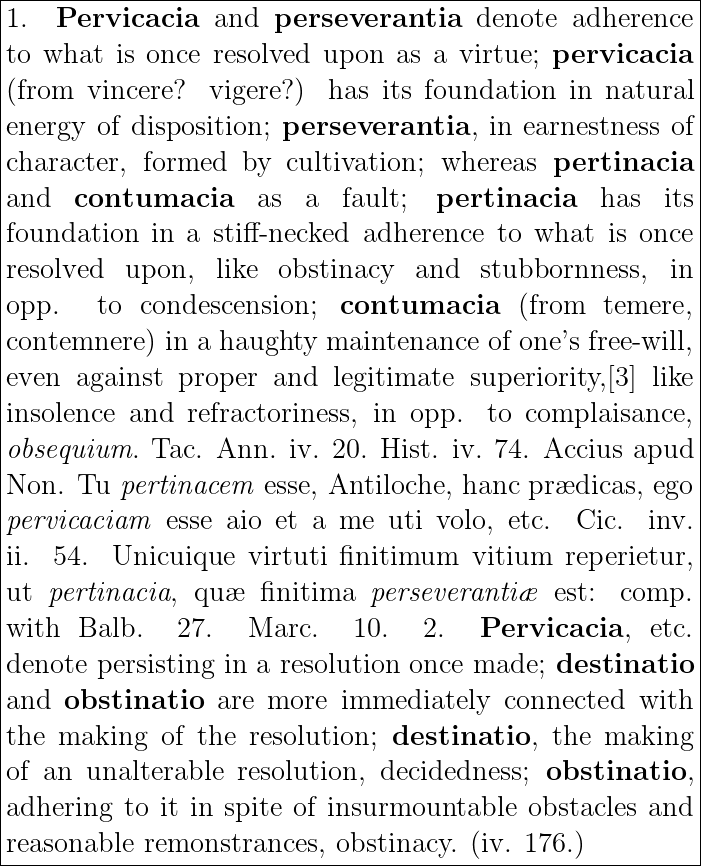 1. Pervicacia and perseverantia denote adherence
to what is once resolved upon as a virtue; pervicacia
(from vincere? vigere?) has its foundation in natural
energy of disposition; perseverantia, in earnestness of
character, formed by cultivation; whereas pertinacia
and contumacia as a fault; pertinacia has its
foundation in a stiff-necked adherence to what is once
resolved upon, like obstinacy and stubbornness, in
opp. to condescension; contumacia (from temere,
contemnere) in a haughty maintenance of one's free-will,
even against proper and legitimate superiority,[3] like
insolence and refractoriness, in opp. to complaisance,
obsequium. Tac. Ann. iv. 20. Hist. iv. 74. Accius apud
Non. Tu pertinacem esse, Antiloche, hanc prædicas, ego
pervicaciam esse aio et a me uti volo, etc. Cic. inv.
ii. 54. Unicuique virtuti finitimum vitium reperietur,
ut pertinacia, quæ finitima perseverantiæ est: comp.
with Balb. 27. Marc. 10. 2. Pervicacia, etc.
denote persisting in a resolution once made; destinatio
and obstinatio are more immediately connected with
the making of the resolution; destinatio, the making
of an unalterable resolution, decidedness; obstinatio,
adhering to it in spite of insurmountable obstacles and
reasonable remonstrances, obstinacy. (iv. 176.)